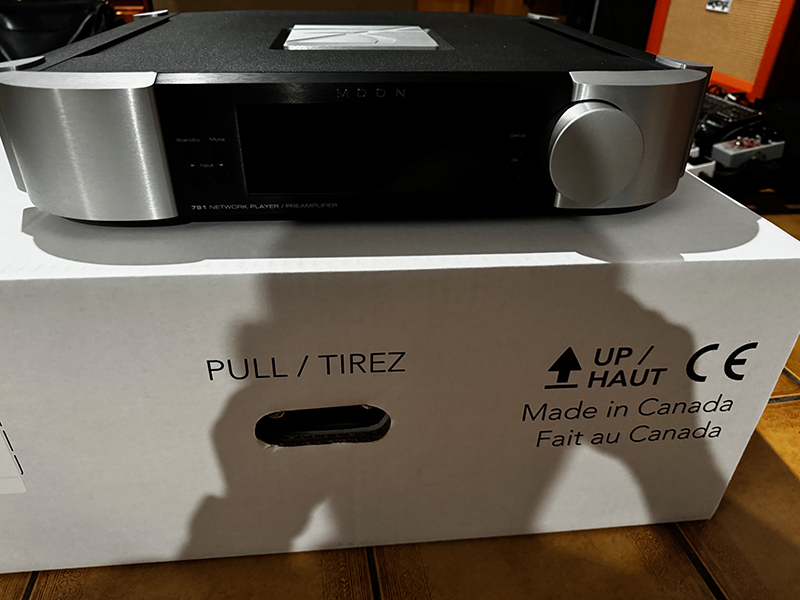 MOON
Standby Mute
Input
791 NETWORK PLAYER / PREAMPLIFIER
PULL / TIREZ
UP /
HAUT
CE
Made in Canada
Fait au Canada